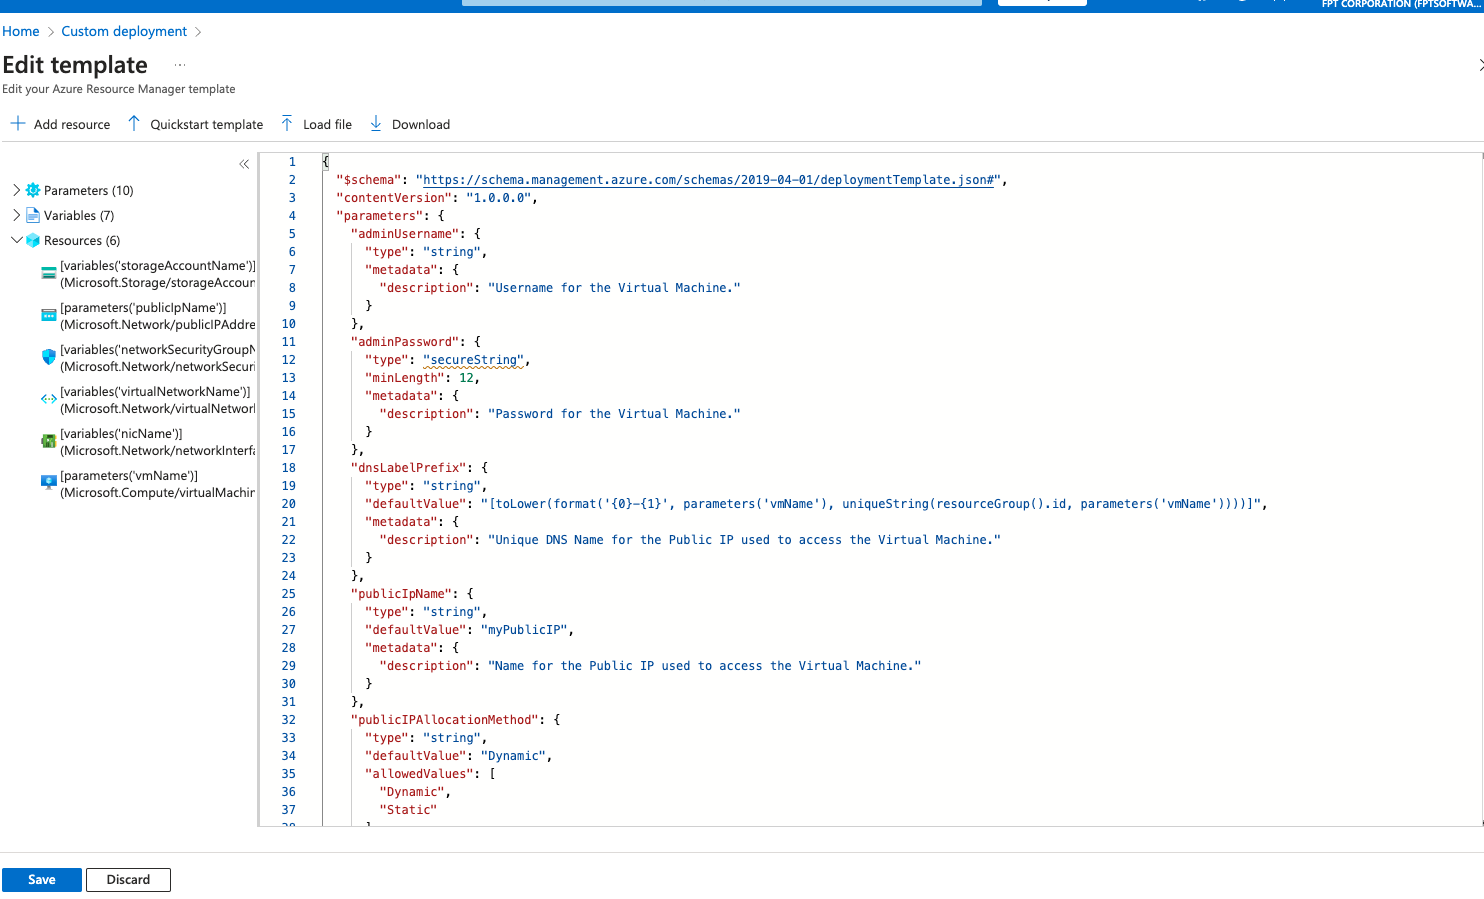 FPT CORPORATION (FPTSOFTWA...
Home > Custom deployment >
Edit template ...
Edit your Azure Resource Manager template
Add resource Quickstart template Load file Download
Parameters (10)
Variables (7)
Resources (6)
[variables('storageAccountName')]
(Microsoft.Storage/storageAccoun
[parameters('publicIpName')]
(Microsoft.Network/publicIPAddre
[variables('networkSecurityGroupN
(Microsoft.Network/networkSecuri
[variables('virtualNetworkName')]
(Microsoft.Network/virtualNetwork
[variables('nicName')]
(Microsoft.Network/networkInterfa
[parameters('vmName')]
(Microsoft.Compute/virtualMachin
1 {
2 "$schema": "https://schema.management.azure.com/schemas/2019-04-01/deploymentTemplate.json#",
3 "contentVersion": "1.0.0.0",
4 "parameters": {
5 "adminUsername": {
6 "type": "string",
7 "metadata": {
8 "description": "Username for the Virtual Machine."
9 }
10 },
11 "adminPassword": {
12 "type": "secureString",
13 "minLength": 12,
14 "metadata": {
15 "description": "Password for the Virtual Machine."
16 }
17 },
18 "dnsLabelPrefix": {
19 "type": "string",
20 "defaultValue": "[toLower(format('{0}-{1}', parameters('vmName'), uniqueString(resourceGroup().id, parameters('vmName'))))]",
21 "metadata": {
22 "description": "Unique DNS Name for the Public IP used to access the Virtual Machine."
23 }
24 },
25 "publicIpName": {
26 "type": "string",
27 "defaultValue": "myPublicIP",
28 "metadata": {
29 "description": "Name for the Public IP used to access the Virtual Machine."
30 }
31 },
32 "publicIPAllocationMethod": {
33 "type": "string",
34 "defaultValue": "Dynamic",
35 "allowedValues": [
36 "Dynamic",
37 "Static"
38 ]
Save Discard